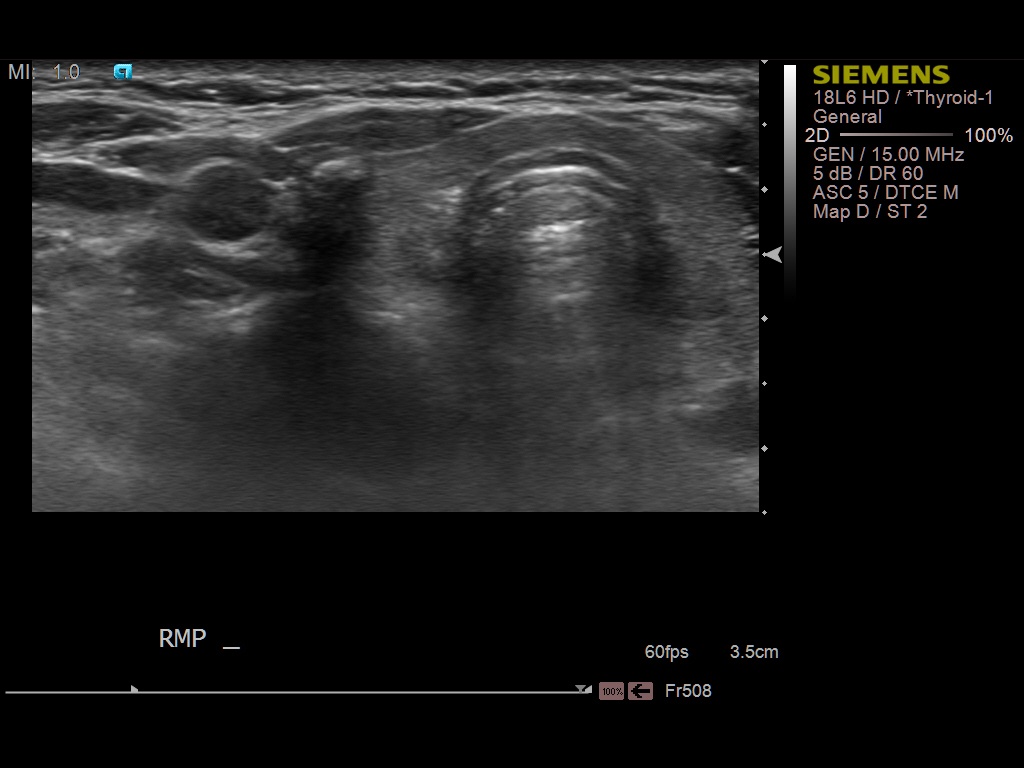 MI: 1.0
SIEMENS
18L6 HD / *Thyroid-1
General
2D 100%
GEN / 15.00 MHz
5 dB / DR 60
ASC 5 / DTCE M
Map D / ST 2
RMP _
60fps 3.5cm
100% Fr508